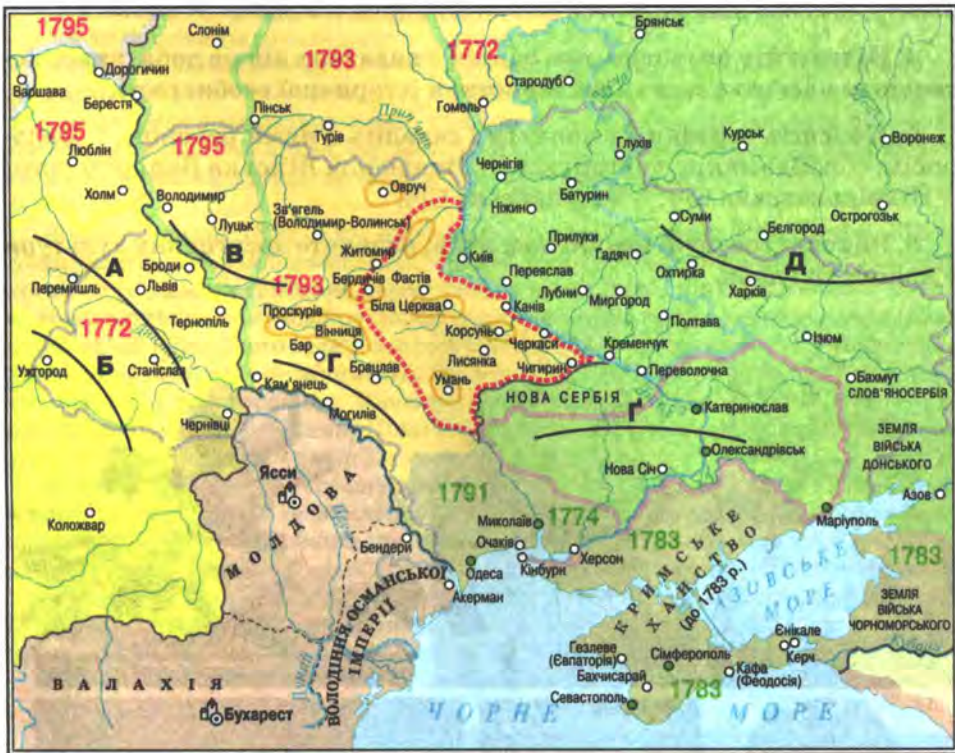 1795
Слонім
1793
1772
Брянськ
Стародуб
Дорогичин
Варшава
Берестя
Пінськ
Турів
Прип'ять
Гомель
Курськ
Воронеж
1795
Люблін
1795
Чернігів
Глухів
Батурин
Холм
Володимир
Луцьк
Овруч
Зв'ягель
(Володимир-Волинськ)
Ніжин
Суми
Острогозьк
Бєлгород
А
В
Житомир
Київ
Прилуки
Гадяч
Д
Броди
Львів
Перемишль
1793
Бердичів
Фастів
Переяслав
Охтирка
Харків
Лубни
Миргород
Біла Церква
Канів
Тернопіль
Проскурів
Вінниця
Корсунь
Полтава
1772
Дністер
Бар
Черкаси
Ізюм
Б
Ужгород
Станіслав
Г
Лисянка
Кременчук
Брацлав
Чигирин
Переволочна
Бахмут
Кам'янець
Умань
НОВА СЕРБІЯ
СЛОВ'ЯНОСЕРБІЯ
Могилів
Ґ
Катеринослав
Чернівці
Олександрівськ
ЗЕМЛЯ
ВІЙСЬКА
ДОНСЬКОГО
Ясси
Нова Січ
1791
Азов
Коложвар
МОЛДОВА
Миколаїв
1774
Маріуполь
Бендери
Очаків
Херсон
1783
1783
Одеса
Кінбурн
Акерман
КРИМСЬКЕ
ХАНСТВО
(до 1783 р.)
АЗОВСЬКЕ
МОРЕ
ЗЕМЛЯ
ВІЙСЬКА
ЧОРНОМОРСЬКОГО
ВОЛОДІННЯ ОСМАНСЬКОЇ
ІМПЕРІЇ
Гезлеве
(Євпаторія)
Сімферополь
Єнікале
Керч
Кубань
Бахчисарай
Кафа
(Феодосія)
Севастополь
1783
ВАЛАХІЯ
Бухарест
ЧОРНЕ МОРЕ